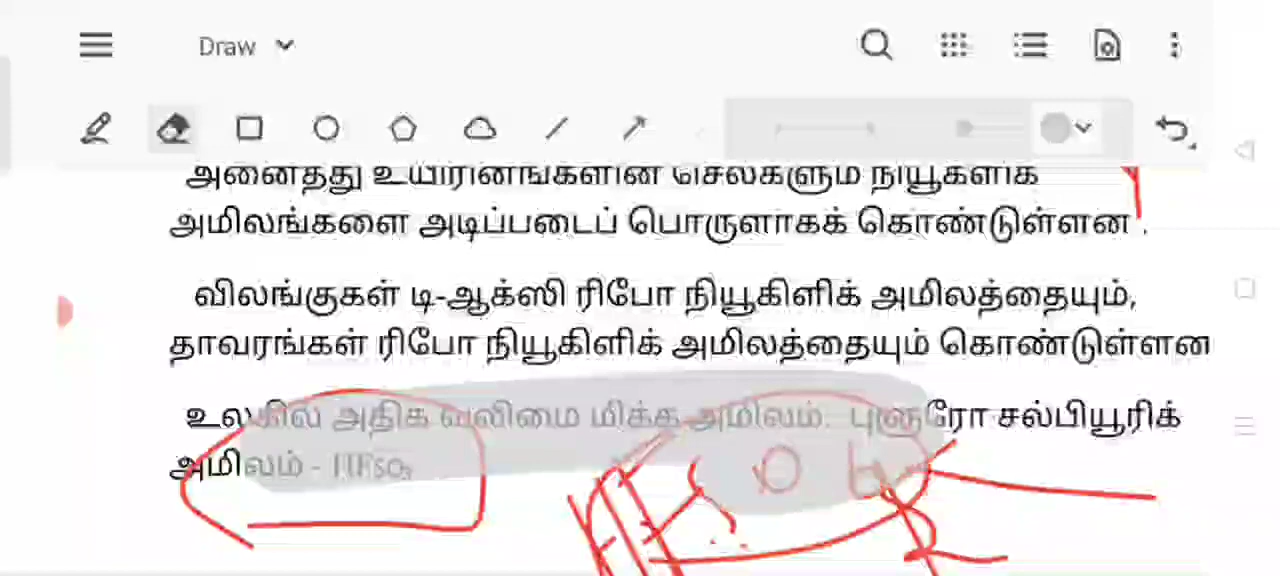 Draw
அனைத்து உயிரினங்களின் செல்களும் நியூக்ளிக்
அமிலங்களை அடிப்படைப் பொருளாகக் கொண்டுள்ளன .
விலங்குகள் டி-ஆக்ஸி ரிபோ நியூகிளிக் அமிலத்தையும்,
தாவரங்கள் ரிபோ நியூகிளிக் அமிலத்தையும் கொண்டுள்ளன
உலகில் அதிக வலிமை மிக்க அமிலம்: புளுரோ சல்பியூரிக்
அமிலம் -